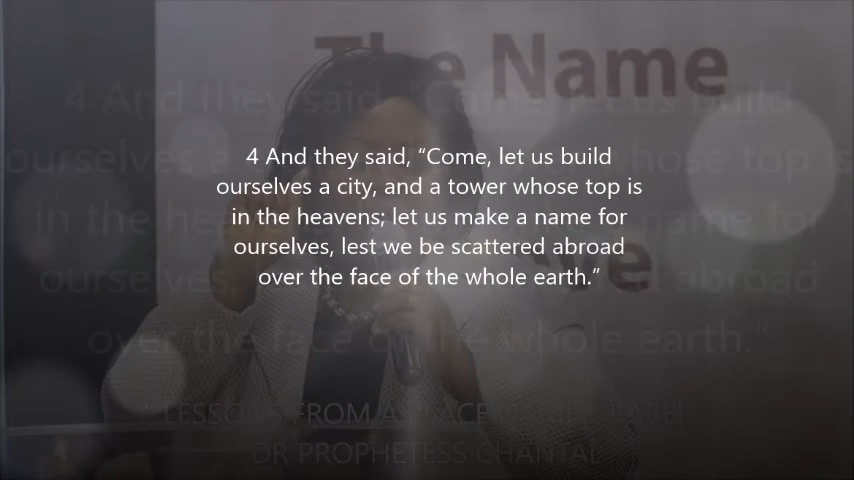 The Name
4 And they said, “Come, let us build
ourselves a city, and a tower whose top is
in the heavens; let us make a name for
ourselves, lest we be scattered abroad
over the face of the whole earth.”
“LESSONS FROM A PLACE NAMED BABEL”
DR PROPHETESS CHANTAL